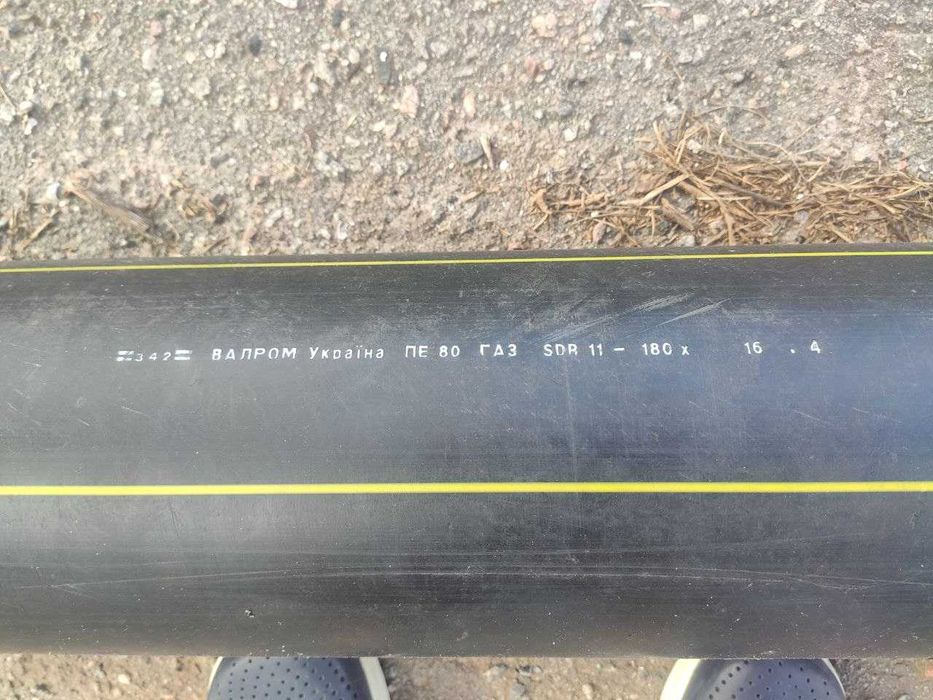 =342= ВАЛРОМ Україна ПЕ 80 ГАЗ SDR 11 - 180 x 16 . 4